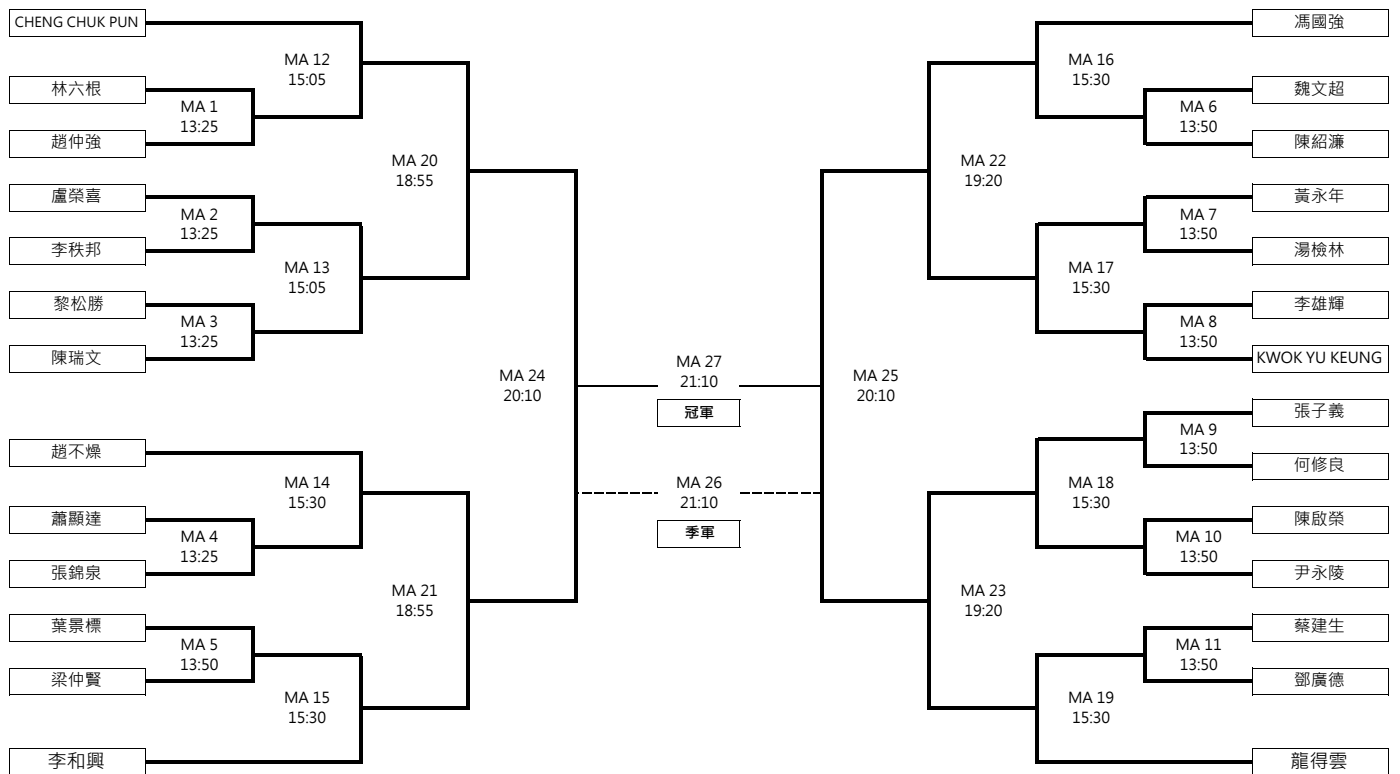 CHENG CHUK PUN
林六根
趙仲強
盧榮喜
李秩邦
黎松勝
陳瑞文
趙不燥
蕭顯達
張錦泉
葉景標
梁仲賢
李和興
MA 1
13:25
MA 2
13:25
MA 3
13:25
MA 4
13:25
MA 5
13:50
MA 12
15:05
MA 13
15:05
MA 14
15:30
MA 15
15:30
MA 20
18:55
MA 21
18:55
MA 24
20:10
MA 27
21:10
冠軍
MA 26
21:10
季軍
MA 25
20:10
MA 22
19:20
MA 23
19:20
MA 16
15:30
MA 17
15:30
MA 18
15:30
MA 19
15:30
MA 6
13:50
MA 7
13:50
MA 8
13:50
MA 9
13:50
MA 10
13:50
MA 11
13:50
馮國強
魏文超
陳紹濂
黃永年
湯檢林
李雄輝
KWOK YU KEUNG
張子義
何修良
陳啟榮
尹永陵
蔡建生
鄧廣德
龍得雲